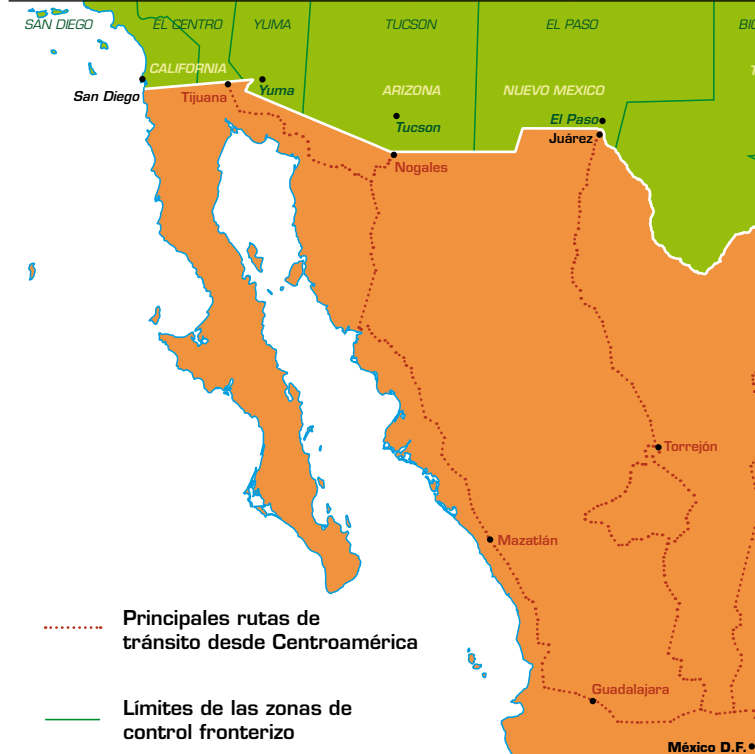 SAN DIEGO EL CENTRO YUMA TUCSON EL PASO BIG
CALIFORNIA
San Diego
Tijuana
Yuma
ARIZONA
NUEVO MEXICO
T
Tucson
El Paso
Juárez
Nogales
Torrejón
Mazatlán
Principales rutas de
tránsito desde Centroamérica
Guadalajara
Límites de las zonas de
control fronterizo
México D.F.